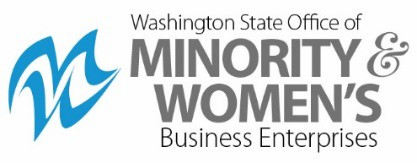 Washington State Office of
MINORITY &
WOMEN'S
Business Enterprises